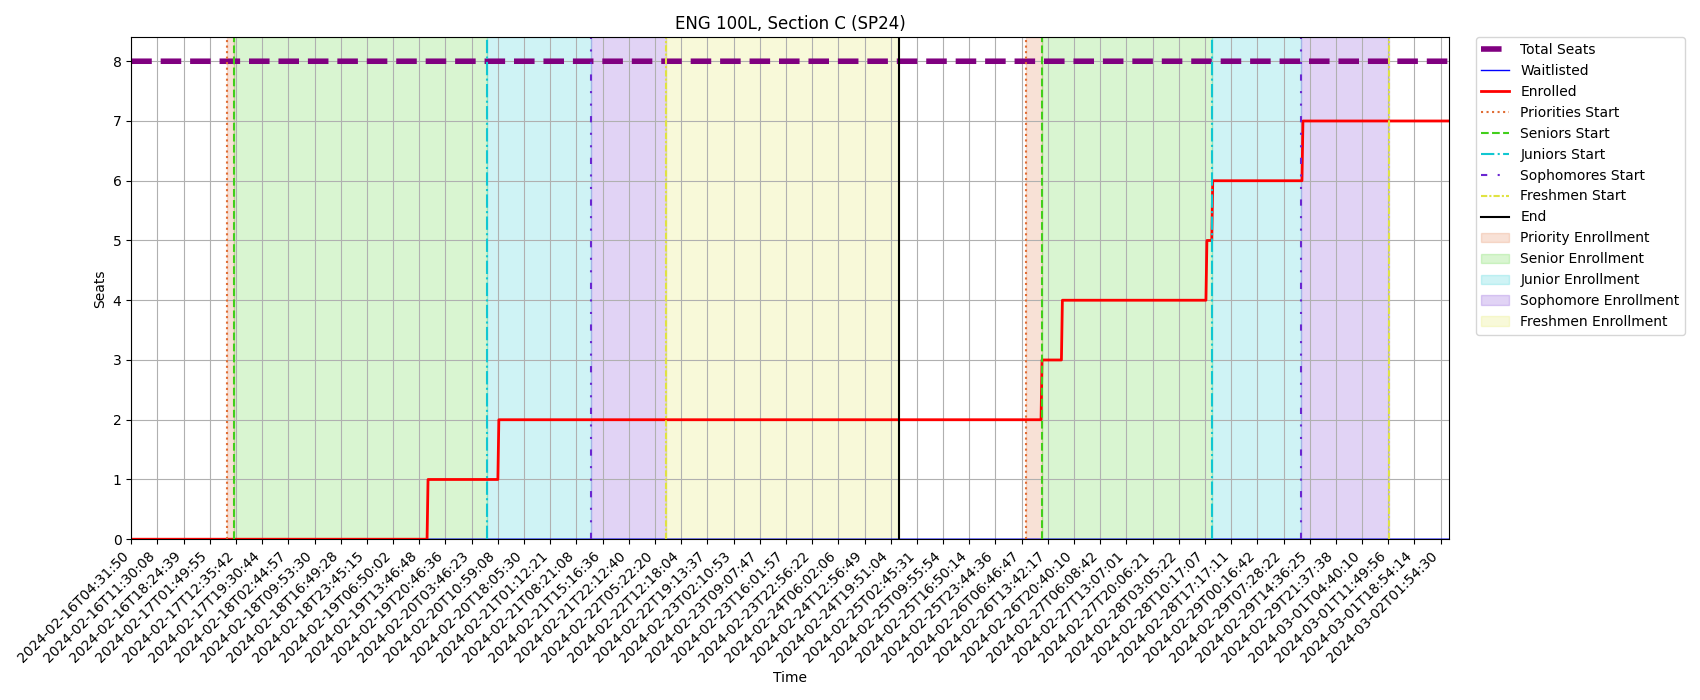 ENG 100L, Section C (SP24)
Seats
8
7
6
5
4
3
2
1
0
2024-02-16T04:31:50
2024-02-16T11:30:08
2024-02-16T18:24:39
2024-02-17T01:49:55
2024-02-17T12:35:42
2024-02-17T19:30:44
2024-02-18T02:44:57
2024-02-18T09:53:30
2024-02-18T16:49:28
2024-02-18T23:45:15
2024-02-19T06:50:02
2024-02-19T13:46:48
2024-02-19T20:46:36
2024-02-20T03:46:23
2024-02-20T10:59:08
2024-02-20T18:05:30
2024-02-21T01:12:21
2024-02-21T08:21:08
2024-02-21T15:16:36
2024-02-21T22:12:40
2024-02-22T05:22:20
2024-02-22T12:18:04
2024-02-22T19:13:37
2024-02-23T02:10:53
2024-02-23T09:07:47
2024-02-23T16:01:57
2024-02-23T22:56:22
2024-02-24T06:02:06
2024-02-24T12:56:49
2024-02-24T19:51:04
2024-02-25T02:45:31
2024-02-25T09:55:54
2024-02-25T16:50:14
2024-02-25T23:44:36
2024-02-26T06:46:47
2024-02-26T13:42:17
2024-02-26T20:40:10
2024-02-27T06:08:42
2024-02-27T13:07:01
2024-02-27T20:06:21
2024-02-28T03:05:22
2024-02-28T10:17:07
2024-02-28T17:17:11
2024-02-29T00:16:42
2024-02-29T07:28:22
2024-02-29T14:36:25
2024-02-29T21:37:38
2024-03-01T04:40:10
2024-03-01T11:49:56
2024-03-01T18:54:14
2024-03-02T01:54:30
Time
Total Seats
Waitlisted
Enrolled
Priorities Start
Seniors Start
Juniors Start
Sophomores Start
Freshmen Start
End
Priority Enrollment
Senior Enrollment
Junior Enrollment
Sophomore Enrollment
Freshmen Enrollment